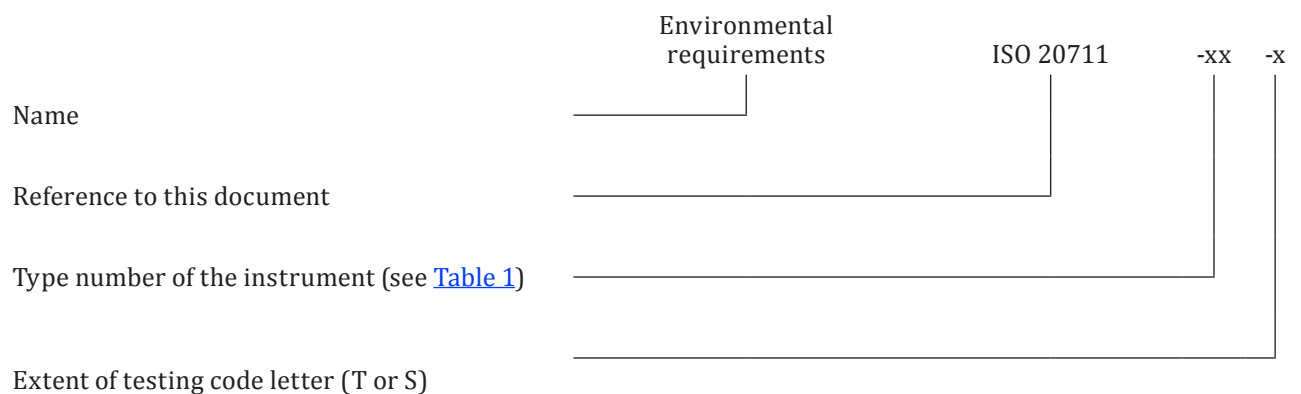 Environmental
requirements ISO 20711 -xx -x
Name
Reference to this document
Type number of the instrument (see Table 1)
Extent of testing code letter (T or S)